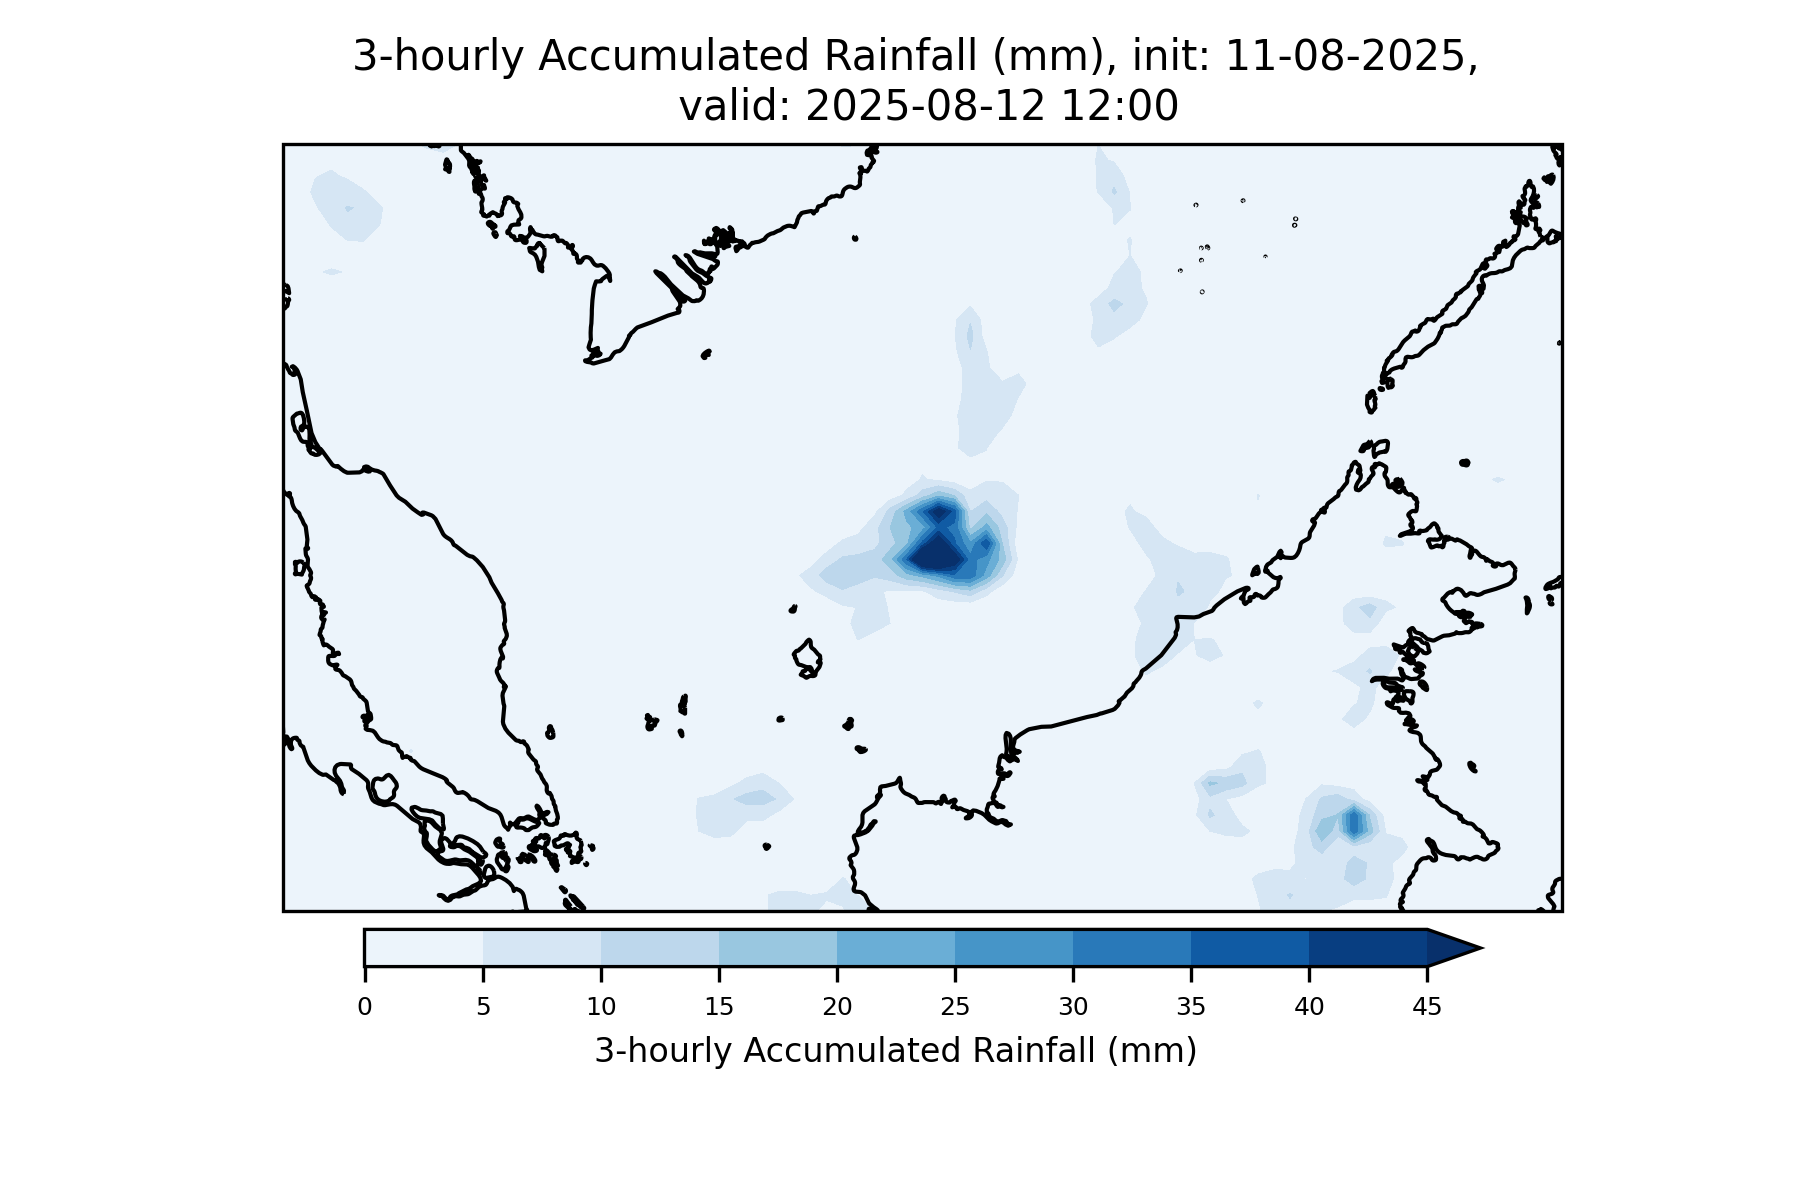 3-hourly Accumulated Rainfall (mm), init: 11-08-2025,
valid: 2025-08-12 12:00
0 5 10 15 20 25 30 35 40 45
3-hourly Accumulated Rainfall (mm)